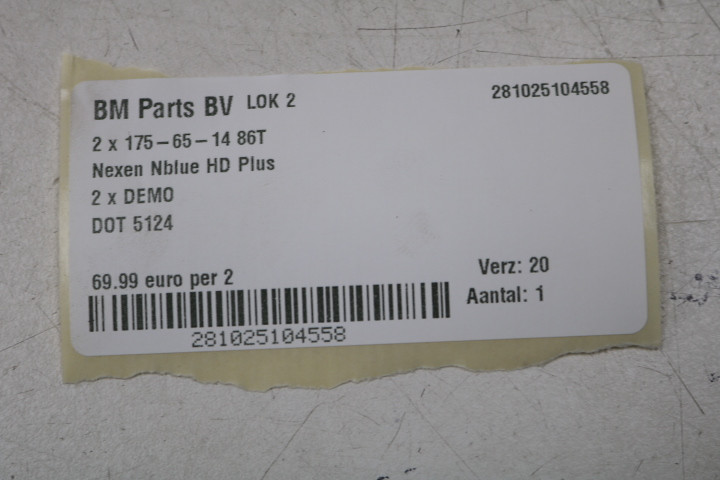 BM Parts BV LOK 2 281025104558
2 x 175-65-14 86T
Nexen Nblue HD Plus
2 x DEMO
DOT 5124
69.99 euro per 2 Verz: 20
Aantal: 1
281025104558